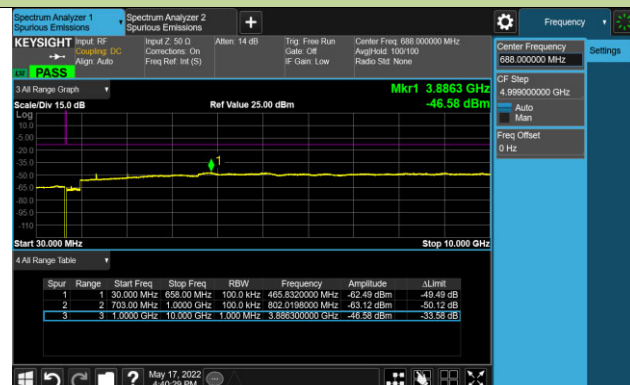 Spectrum Analyzer 1
Spurious Emissions
Spectrum Analyzer 2
Spurious Emissions
+
Frequency
KEYSIGHT
Input: RF
Coupling: DC
Align: Auto
Input Z: 50 Ω
Corrections: On
Freq Ref: Int (S)
Atten: 14 dB
Trig: Free Run
Gate: Off
IF Gain: Low
Center Freq: 688.000000 MHz
Avg|Hold: 100/100
Radio Std: None
PASS
Center Frequency
688.000000 MHz
Settings
CF Step
4.999000000 GHz
Auto
Man
Freq Offset
0 Hz
3 All Range Graph
Mkr1 3.8863 GHz
-46.58 dBm
Scale/Div 15.0 dB
Ref Value 25.00 dBm
Log
10.0
-5.00
-20.0
-35.0
-50.0
-65.0
-80.0
-95.0
-110
1
Start 30.000 MHz
Stop 10.000 GHz
4 All Range Table
Spur Range Start Freq Stop Freq RBW Frequency Amplitude ΔLimit
1 1 30.000 MHz 658.00 MHz 100.0 kHz 465.8320000 MHz -62.49 dBm -49.49 dB
2 2 703.00 MHz 1.0000 GHz 100.0 kHz 802.0198000 MHz -63.12 dBm -50.12 dB
3 3 1.0000 GHz 10.000 GHz 1.000 MHz 3.886300000 GHz -46.58 dBm -33.58 dB
?
May 17, 2022
4:40:29 PM